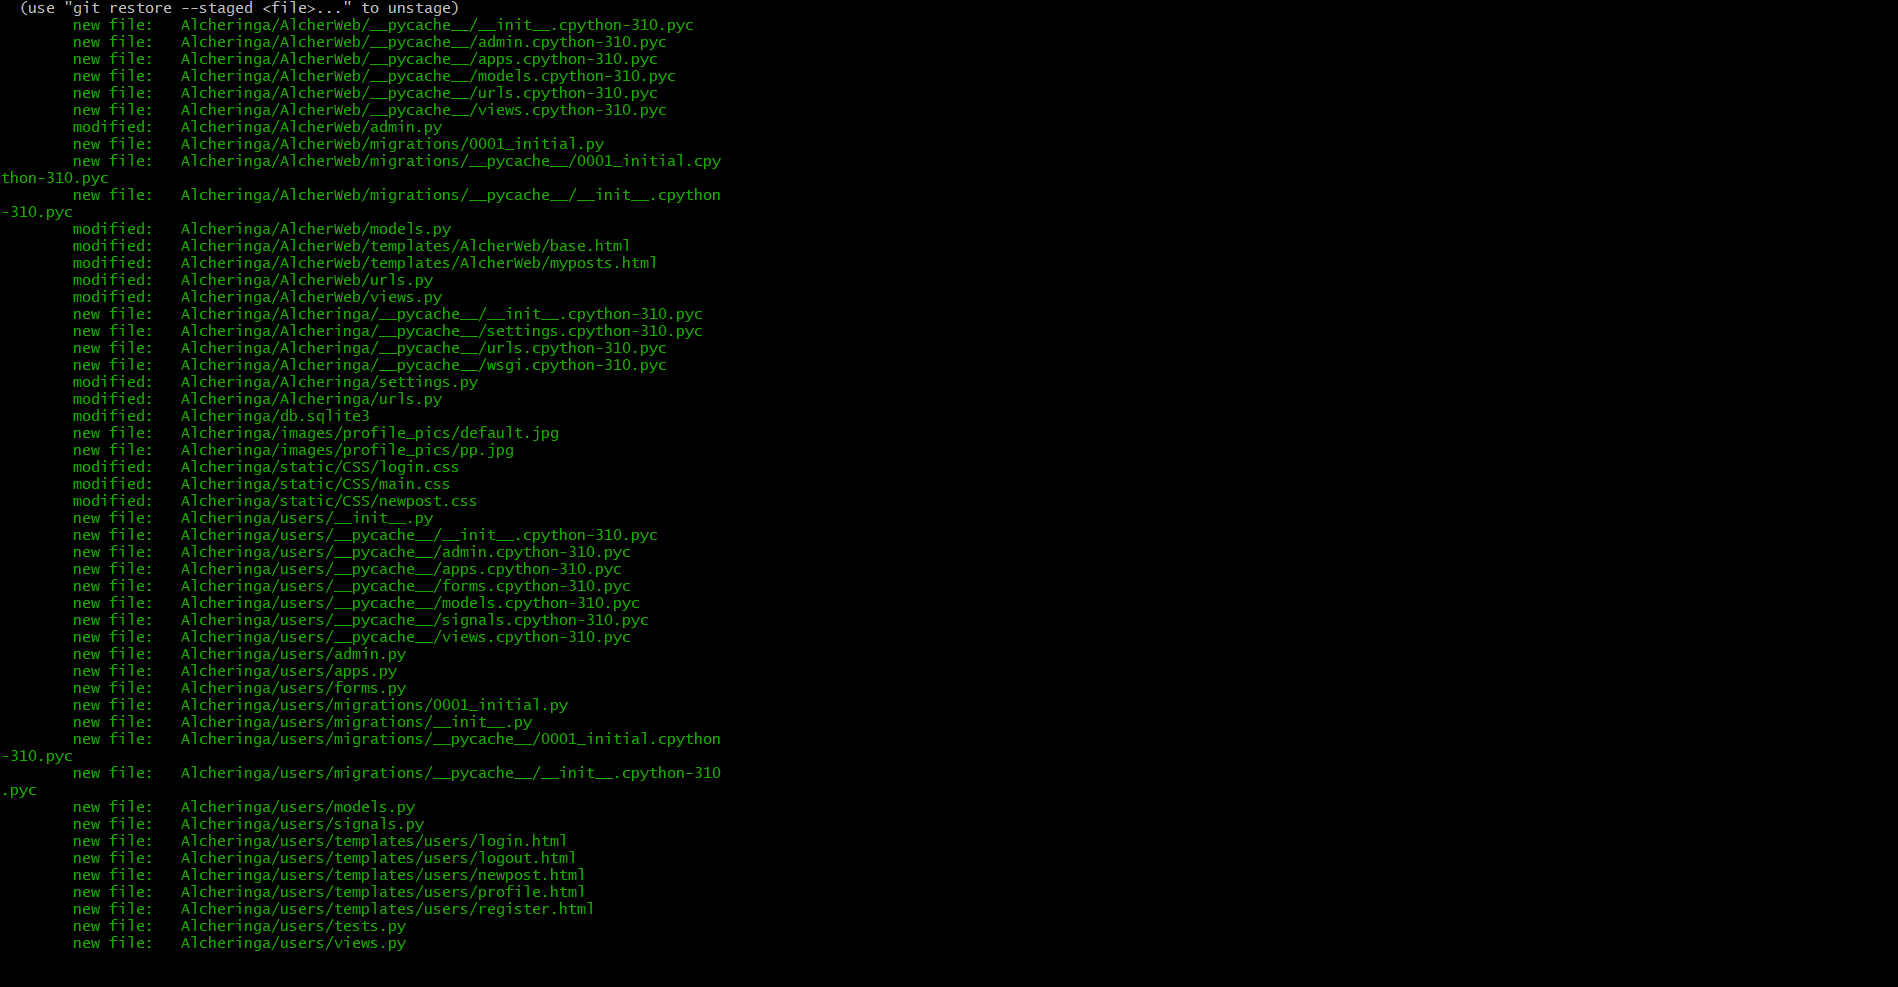 (use "git restore --staged <file>..." to unstage)
new file:   Alcheringa/AlcherWeb/__pycache__/__init__.cpython-310.pyc
new file:   Alcheringa/AlcherWeb/__pycache__/admin.cpython-310.pyc
new file:   Alcheringa/AlcherWeb/__pycache__/apps.cpython-310.pyc
new file:   Alcheringa/AlcherWeb/__pycache__/models.cpython-310.pyc
new file:   Alcheringa/AlcherWeb/__pycache__/urls.cpython-310.pyc
new file:   Alcheringa/AlcherWeb/__pycache__/views.cpython-310.pyc
modified:   Alcheringa/AlcherWeb/admin.py
new file:   Alcheringa/AlcherWeb/migrations/0001_initial.py
new file:   Alcheringa/AlcherWeb/migrations/__pycache__/0001_initial.cpy
thon-310.pyc
new file:   Alcheringa/AlcherWeb/migrations/__pycache__/__init__.cpython
-310.pyc
modified:   Alcheringa/AlcherWeb/models.py
modified:   Alcheringa/AlcherWeb/templates/AlcherWeb/base.html
modified:   Alcheringa/AlcherWeb/templates/AlcherWeb/myposts.html
modified:   Alcheringa/AlcherWeb/urls.py
modified:   Alcheringa/AlcherWeb/views.py
new file:   Alcheringa/Alcheringa/__pycache__/__init__.cpython-310.pyc
new file:   Alcheringa/Alcheringa/__pycache__/settings.cpython-310.pyc
new file:   Alcheringa/Alcheringa/__pycache__/urls.cpython-310.pyc
new file:   Alcheringa/Alcheringa/__pycache__/wsgi.cpython-310.pyc
modified:   Alcheringa/Alcheringa/settings.py
modified:   Alcheringa/Alcheringa/urls.py
modified:   Alcheringa/db.sqlite3
new file:   Alcheringa/images/profile_pics/default.jpg
new file:   Alcheringa/images/profile_pics/pp.jpg
modified:   Alcheringa/static/CSS/login.css
modified:   Alcheringa/static/CSS/main.css
modified:   Alcheringa/static/CSS/newpost.css
new file:   Alcheringa/users/__init__.py
new file:   Alcheringa/users/__pycache__/__init__.cpython-310.pyc
new file:   Alcheringa/users/__pycache__/admin.cpython-310.pyc
new file:   Alcheringa/users/__pycache__/apps.cpython-310.pyc
new file:   Alcheringa/users/__pycache__/forms.cpython-310.pyc
new file:   Alcheringa/users/__pycache__/models.cpython-310.pyc
new file:   Alcheringa/users/__pycache__/signals.cpython-310.pyc
new file:   Alcheringa/users/__pycache__/views.cpython-310.pyc
new file:   Alcheringa/users/admin.py
new file:   Alcheringa/users/apps.py
new file:   Alcheringa/users/forms.py
new file:   Alcheringa/users/migrations/0001_initial.py
new file:   Alcheringa/users/migrations/__init__.py
new file:   Alcheringa/users/migrations/__pycache__/0001_initial.cpython
-310.pyc
new file:   Alcheringa/users/migrations/__pycache__/__init__.cpython-310
.pyc
new file:   Alcheringa/users/models.py
new file:   Alcheringa/users/signals.py
new file:   Alcheringa/users/templates/users/login.html
new file:   Alcheringa/users/templates/users/logout.html
new file:   Alcheringa/users/templates/users/newpost.html
new file:   Alcheringa/users/templates/users/profile.html
new file:   Alcheringa/users/templates/users/register.html
new file:   Alcheringa/users/tests.py
new file:   Alcheringa/users/views.py